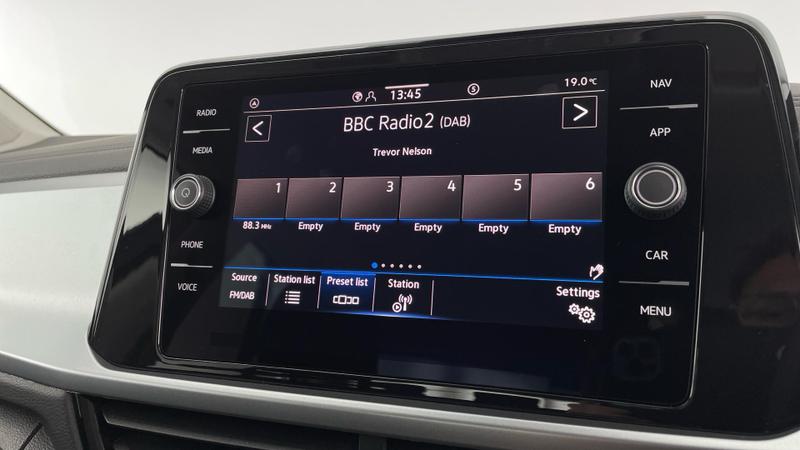 19.0 °C
S
13:45
BBC Radio2 (DAB)
Trevor Nelson
1 2 3 4 5 6
88.3 MHz Empty Empty Empty Empty Empty
Source Station list Preset list Station
FM/DAB
Settings
RADIO
MEDIA
PHONE
VOICE
NAV
APP
CAR
MENU